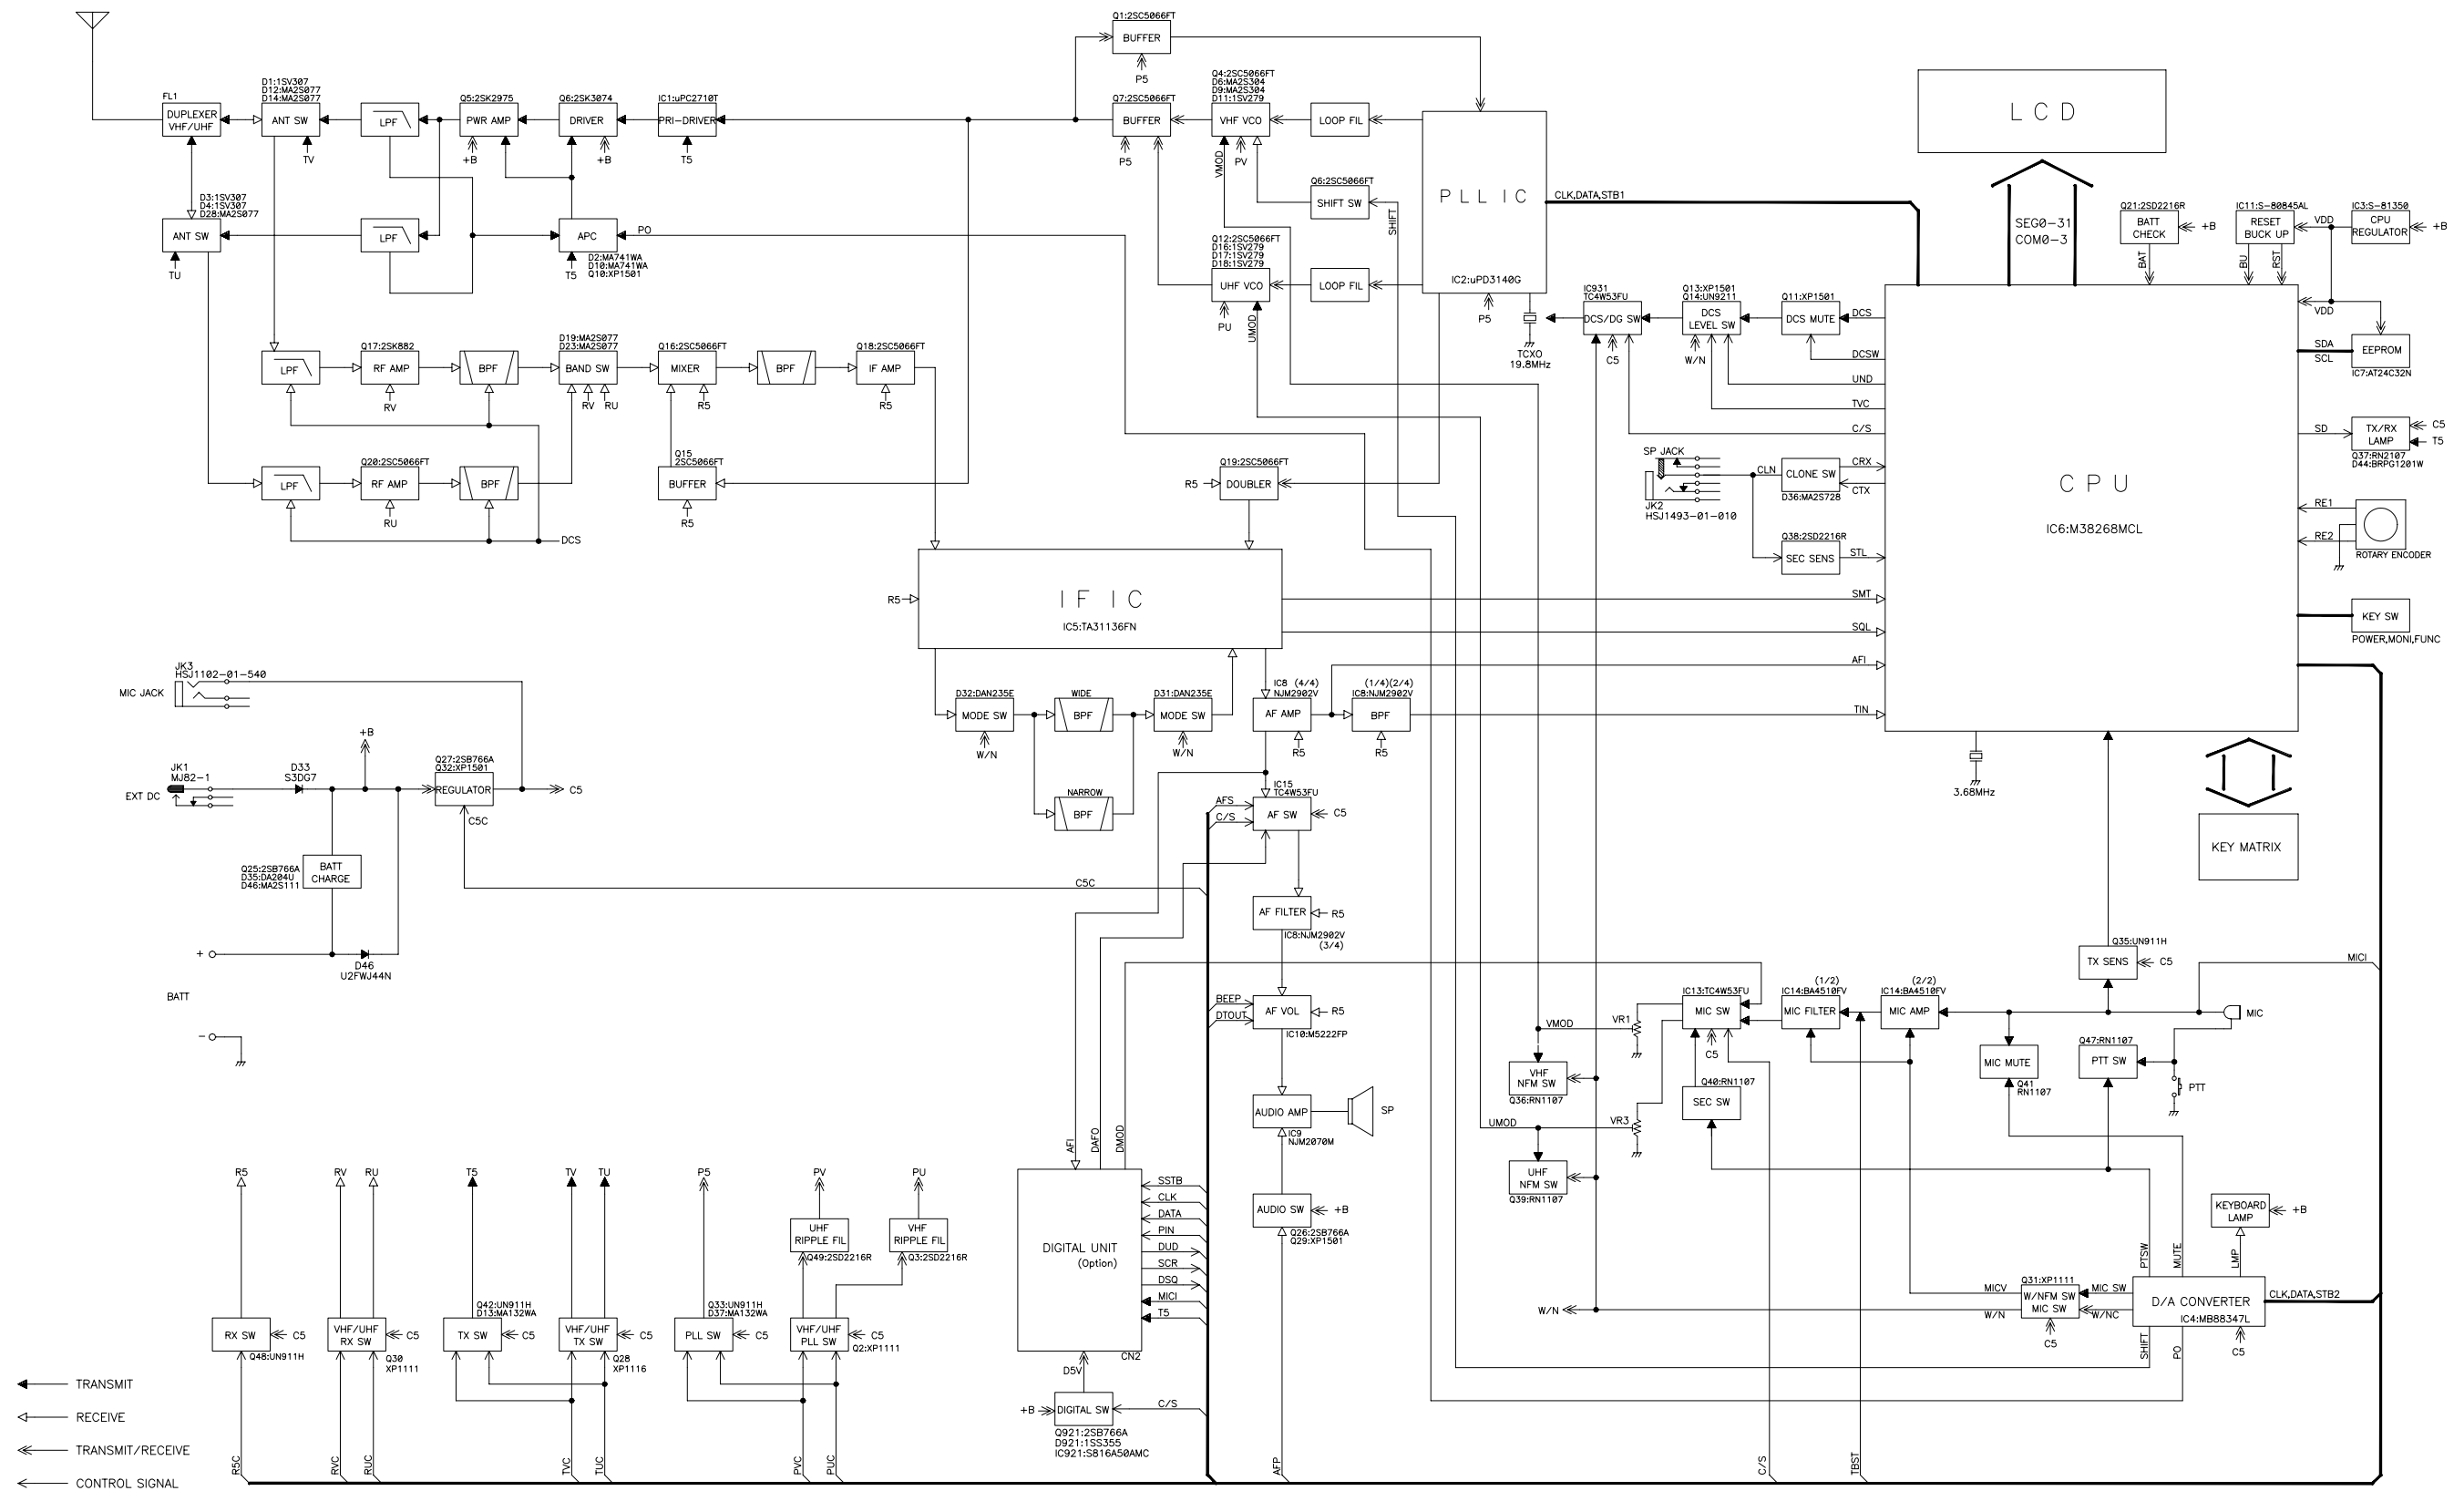 Q1:2SC5066FT
BUFFER
P5
FL1
DUPLEXER
VHF/UHF
D1:1SV307
D12:MA2S077
D14:MA2S077
ANT SW
TV
LPF
Q5:2SK2975
PWR AMP
+B
Q6:2SK3074
DRIVER
+B
IC1:uPC2710T
PRI-DRIVER
T5
Q7:2SC5066FT
BUFFER
P5
Q4:2SC5066FT
D6:MA2S304
D9:MA2S304
D11:1SV279
VHF VCO
VMOD
PV
LOOP FIL
Q6:2SC5066FT
SHIFT SW
SHIFT
PLL IC
IC2:uPD3140G
P5
TCXO
19.8MHz
CLK,DATA,STB1
LCD
SEG0-31
COM0-3
D3:1SV307
D4:1SV307
D28:MA2S077
ANT SW
TU
LPF
APC
PO
T5
D2:MA741WA
D10:MA741WA
Q10:XP1501
Q12:2SC5066FT
D16:1SV279
D17:1SV279
D18:1SV279
UHF VCO
PU
UMOD
LOOP FIL
Q21:2SD2216R
BATT
CHECK
+B
BAT
IC11:S-80845AL
RESET
BUCK UP
BU
RST
VDD
IC3:S-81350
CPU
REGULATOR
+B
VDD
IC931
TC4W53FU
DCS/DG SW
C5
Q13:XP1501
Q14:UN9211
DCS
LEVEL SW
W/N
Q11:XP1501
DCS MUTE
DCS
DCSW
UND
TVC
C/S
SDA
SCL
EEPROM
IC7:AT24C32N
SD
TX/RX
LAMP
C5
T5
Q37:RN2107
D44:BRPG1201W
LPF
Q17:2SK882
RF AMP
RV
BPF
D19:MA2S077
D23:MA2S077
BAND SW
RV
RU
Q16:2SC5066FT
MIXER
R5
BPF
Q18:2SC5066FT
IF AMP
R5
LPF
Q20:2SC5066FT
RF AMP
RU
BPF
DCS
Q15
2SC5066FT
BUFFER
R5
Q19:2SC5066FT
R5
DOUBLER
SP JACK
JK2
HSJ1493-01-010
CLN
CLONE SW
D36:MA2S728
CRX
CTX
Q38:2SD2216R
SEC SENS
STL
CPU
IC6:M38268MCL
RE1
RE2
ROTARY ENCODER
R5
IF IC
IC5:TA31136FN
SMT
SQL
AFI
TIN
KEY SW
POWER,MONI,FUNC
JK3
HSJ1102-01-540
MIC JACK
D32:DAN235E
MODE SW
W/N
WIDE
BPF
D31:DAN235E
MODE SW
W/N
NARROW
BPF
IC8 (4/4)
NJM2902V
AF AMP
R5
(1/4)(2/4)
IC8:NJM2902V
BPF
R5
3.68MHz
KEY MATRIX
JK1
MJ82-1
EXT DC
D33
S3DG7
+B
Q27:2SB766A
Q32:XP1501
REGULATOR
C5
C5C
Q25:2SB766A
D35:DA204U
D46:MA2S111
BATT
CHARGE
C5C
+
D46
U2FWJ44N
BATT
-
AFS
C/S
IC15
TC4W53FU
AF SW
C5
AF FILTER
R5
IC8:NJM2902V
(3/4)
BEEP
DTOUT
AF VOL
R5
IC10:M5222FP
AUDIO AMP
SP
IC9
NJM2070M
AUDIO SW
+B
Q26:2SB766A
Q29:XP1501
AFP
VMOD
VR1
VHF
NFM SW
Q36:RN1107
UMOD
VR3
UHF
NFM SW
Q39:RN1107
IC13:TC4W53FU
MIC SW
C5
Q40:RN1107
SEC SW
(1/2)
IC14:BA4510FV
MIC FILTER
(2/2)
IC14:BA4510FV
MIC AMP
Q35:UN911H
TX SENS
C5
MICI
MIC
MIC MUTE
Q41
RN1107
Q47:RN1107
PTT SW
PTT
KEYBOARD
LAMP
+B
PTSW
MUTE
LMP
Q31:XP1111
MICV
W/NFM SW
MIC SW
MIC SW
W/N
W/N
W/NC
C5
D/A CONVERTER
IC4:MB88347L
CLK,DATA,STB2
C5
SHIFT
PO
C/S
TBST
AFI
DAFO
DMOD
DIGITAL UNIT
(Option)
CN2
SSTB
CLK
DATA
PIN
DUD
SCR
DSQ
MICI
T5
D5V
+B
DIGITAL SW
C/S
Q921:2SB766A
D921:1SS355
IC921:S816A50AMC
R5
RX SW
C5
Q48:UN911H
R5C
RV
RU
VHF/UHF
RX SW
C5
Q30
XP1111
RVC
RUC
T5
Q42:UN911H
D13:MA132WA
TX SW
C5
TV
TU
VHF/UHF
TX SW
C5
Q28
XP1116
TVC
TUC
P5
Q33:UN911H
D37:MA132WA
PLL SW
C5
PV
UHF
RIPPLE FIL
Q49:2SD2216R
PU
VHF
RIPPLE FIL
Q3:2SD2216R
VHF/UHF
PLL SW
C5
Q2:XP1111
PVC
PUC
TRANSMIT
RECEIVE
TRANSMIT/RECEIVE
CONTROL SIGNAL